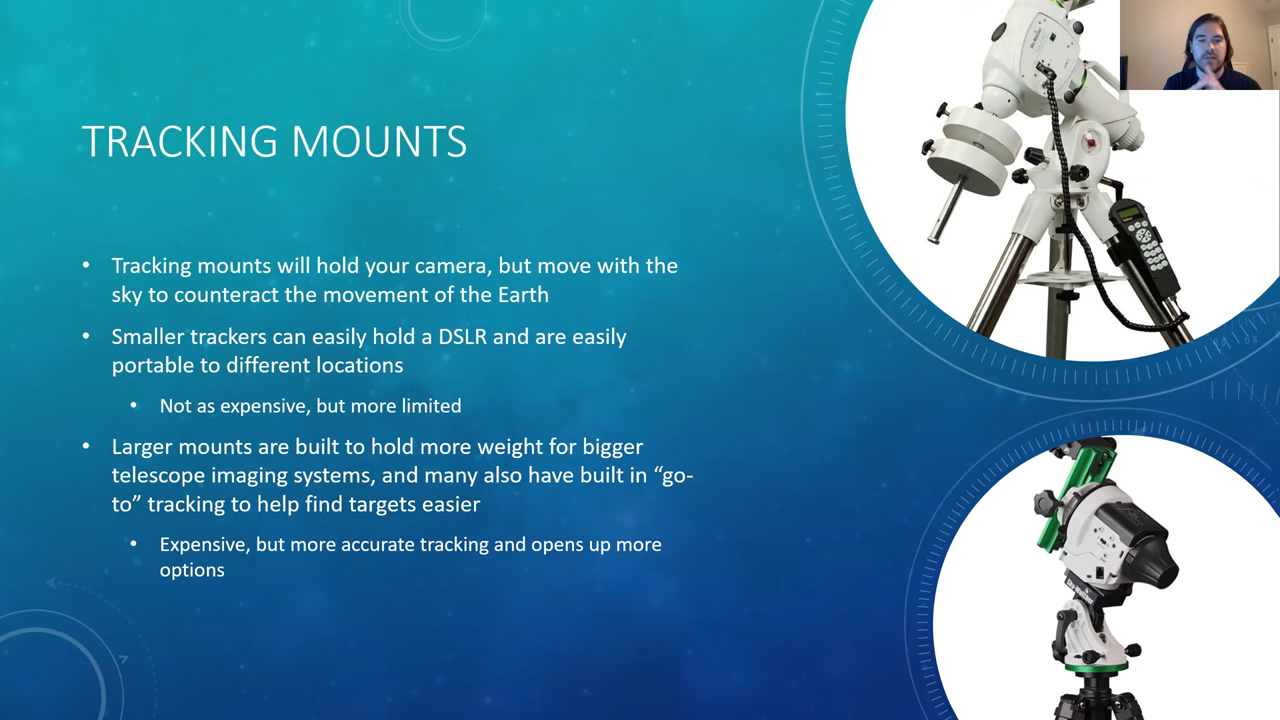 TRACKING MOUNTS
• Tracking mounts will hold your camera, but move with the
sky to counteract the movement of the Earth
• Smaller trackers can easily hold a DSLR and are easily
portable to different locations
• Not as expensive, but more limited
• Larger mounts are built to hold more weight for bigger
telescope imaging systems, and many also have built in “go-
to” tracking to help find targets easier
• Expensive, but more accurate tracking and opens up more
options
Sky-Watcher